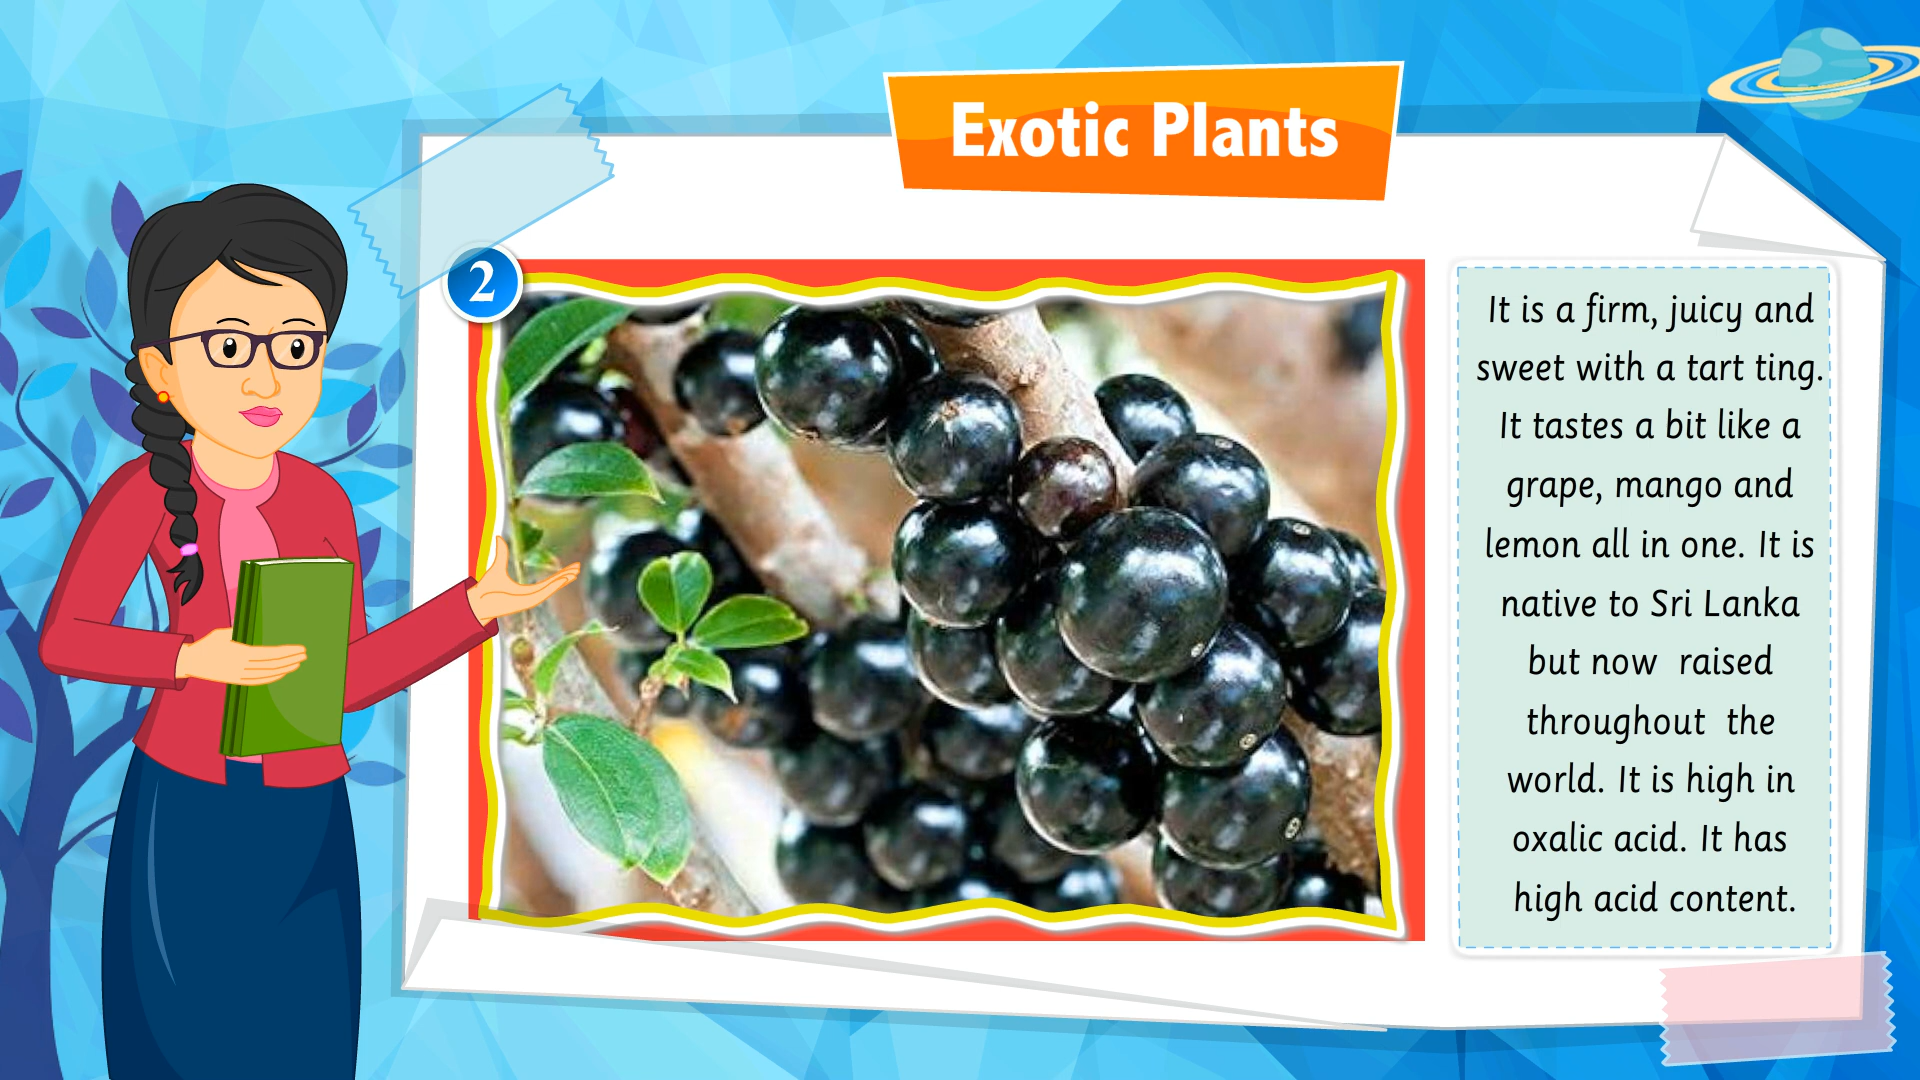 Exotic Plants
2
It is a firm, juicy and
sweet with a tart ting.
It tastes a bit like a
grape, mango and
lemon all in one. It is
native to Sri Lanka
but now raised
throughout the
world. It is high in
oxalic acid. It has
high acid content.